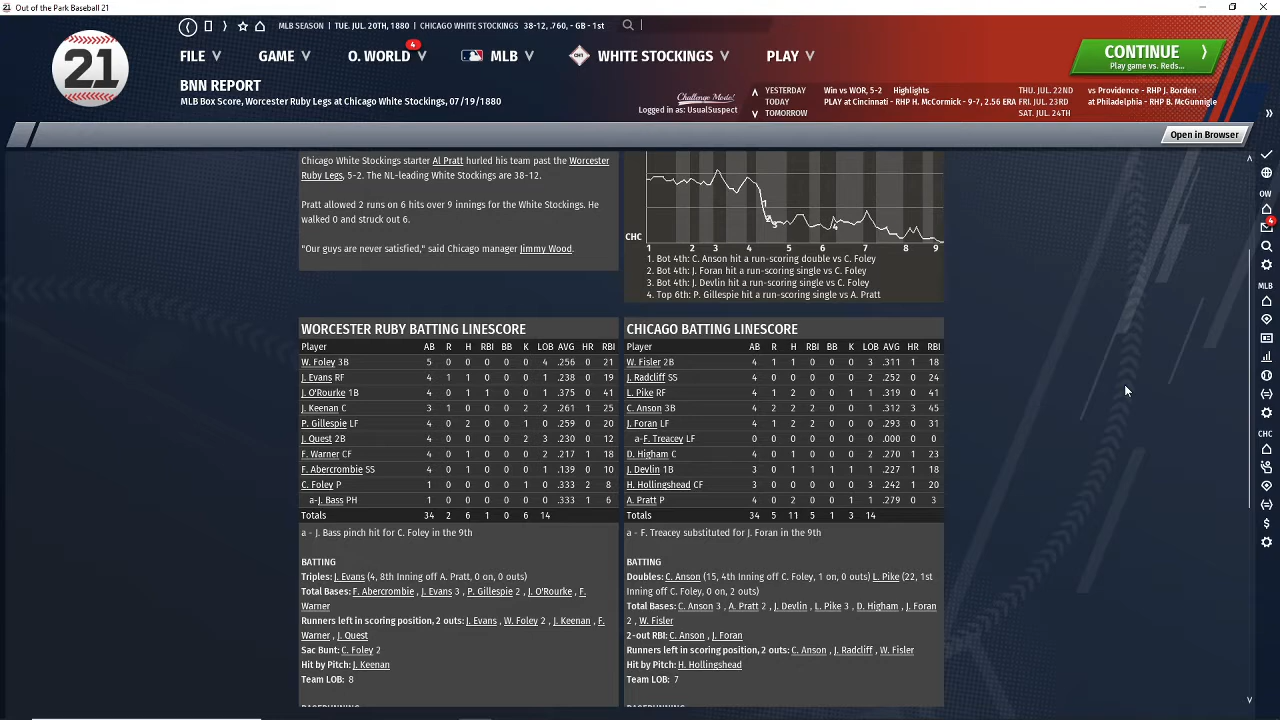 Out of the Park Baseball 21
MLB SEASON | TUE. JUL. 20TH, 1880 | CHICAGO WHITE STOCKINGS 38-12, .760, - GB - 1st
21
FILE GAME O. WORLD 4 MLB WHITE STOCKINGS PLAY
CONTINUE
Play game vs. Reds...
BNN REPORT
MLB Box Score, Worcester Ruby Legs at Chicago White Stockings, 07/19/1880
Challenge Mode!
Logged in as: UsualSuspect
YESTERDAY Win vs WOR, 5-2 Highlights THU. JUL. 22ND vs Providence - RHP J. Borden
TODAY PLAY at Cincinnati - RHP H. McCormick - 9-7, 2.56 ERA FRI. JUL. 23RD at Philadelphia - RHP B. McGunnigle
TOMORROW SAT. JUL. 24TH
Open in Browser
Chicago White Stockings starter Al Pratt hurled his team past the Worcester
Ruby Legs, 5-2. The NL-leading White Stockings are 38-12.
Pratt allowed 2 runs on 6 hits over 9 innings for the White Stockings. He
walked 0 and struck out 6.
"Our guys are never satisfied," said Chicago manager Jimmy Wood.
CHC
1 2 3 4 5 6 7 8 9
1. Bot 4th: C. Anson hit a run-scoring double vs C. Foley
2. Bot 4th: J. Foran hit a run-scoring single vs C. Foley
3. Bot 4th: J. Devlin hit a run-scoring single vs C. Foley
4. Top 6th: P. Gillespie hit a run-scoring single vs A. Pratt
WORCESTER RUBY BATTING LINESCORE
Player AB R H RBI BB K LOB AVG HR RBI
W. Foley 3B 5 0 0 0 0 0 4 .256 0 21
J. Evans RF 4 1 1 0 0 0 1 .238 0 19
J. O'Rourke 1B 4 0 1 1 0 0 1 .375 0 41
J. Keenan C 3 1 0 0 0 2 2 .261 1 25
P. Gillespie LF 4 0 2 0 0 1 0 .259 0 20
J. Quest 2B 4 0 0 0 0 2 3 .230 0 12
F. Warner CF 4 0 1 0 0 0 2 .217 1 18
F. Abercrombie SS 4 0 1 0 0 0 1 .139 0 10
C. Foley P 1 0 0 0 0 1 0 .333 2 8
a-J. Bass PH 1 0 0 0 0 0 0 .333 1 6
Totals 34 2 6 1 0 6 14
a - J. Bass pinch hit for C. Foley in the 9th
BATTING
Triples: J. Evans (4, 8th Inning off A. Pratt, 0 on, 0 outs)
Total Bases: F. Abercrombie , J. Evans 3 , P. Gillespie 2 , J. O'Rourke , F.
Warner
Runners left in scoring position, 2 outs: J. Evans , W. Foley 2 , J. Keenan , F.
Warner , J. Quest
Sac Bunt: C. Foley 2
Hit by Pitch: J. Keenan
Team LOB: 8
CHICAGO BATTING LINESCORE
Player AB R H RBI BB K LOB AVG HR RBI
W. Fisler 2B 4 1 1 0 0 0 3 .311 1 18
J. Radcliff SS 4 0 0 0 0 0 2 .252 0 24
L. Pike RF 4 1 2 0 0 1 1 .319 0 41
C. Anson 3B 4 2 2 2 0 0 1 .312 3 45
J. Foran LF 4 1 2 2 0 0 0 .293 0 31
a-F. Treacey LF 0 0 0 0 0 0 0 .000 0 0
D. Higham C 4 0 1 0 0 0 2 .270 1 23
J. Devlin 1B 3 0 1 1 1 1 1 .227 1 18
H. Hollingshead CF 3 0 0 0 0 0 3 .242 1 20
A. Pratt P 4 0 2 0 0 1 1 .279 0 3
Totals 34 5 11 5 1 3 14
a - F. Treacey substituted for J. Foran in the 9th
BATTING
Doubles: C. Anson (15, 4th Inning off C. Foley, 1 on, 0 outs) L. Pike (22, 1st
Inning off C. Foley, 0 on, 2 outs)
Total Bases: C. Anson 3 , A. Pratt 2 , J. Devlin , L. Pike 3 , D. Higham , J. Foran
2 , W. Fisler
2-out RBI: C. Anson , J. Foran
Runners left in scoring position, 2 outs: C. Anson , J. Radcliff , W. Fisler
Hit by Pitch: H. Hollingshead
Team LOB: 7
OW
4
MLB
CHC